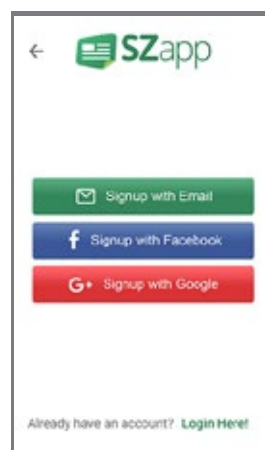 SZapp
Signup with Email
Signup with Facebook
G+ Signup with Google
Already have an account? Login Here!